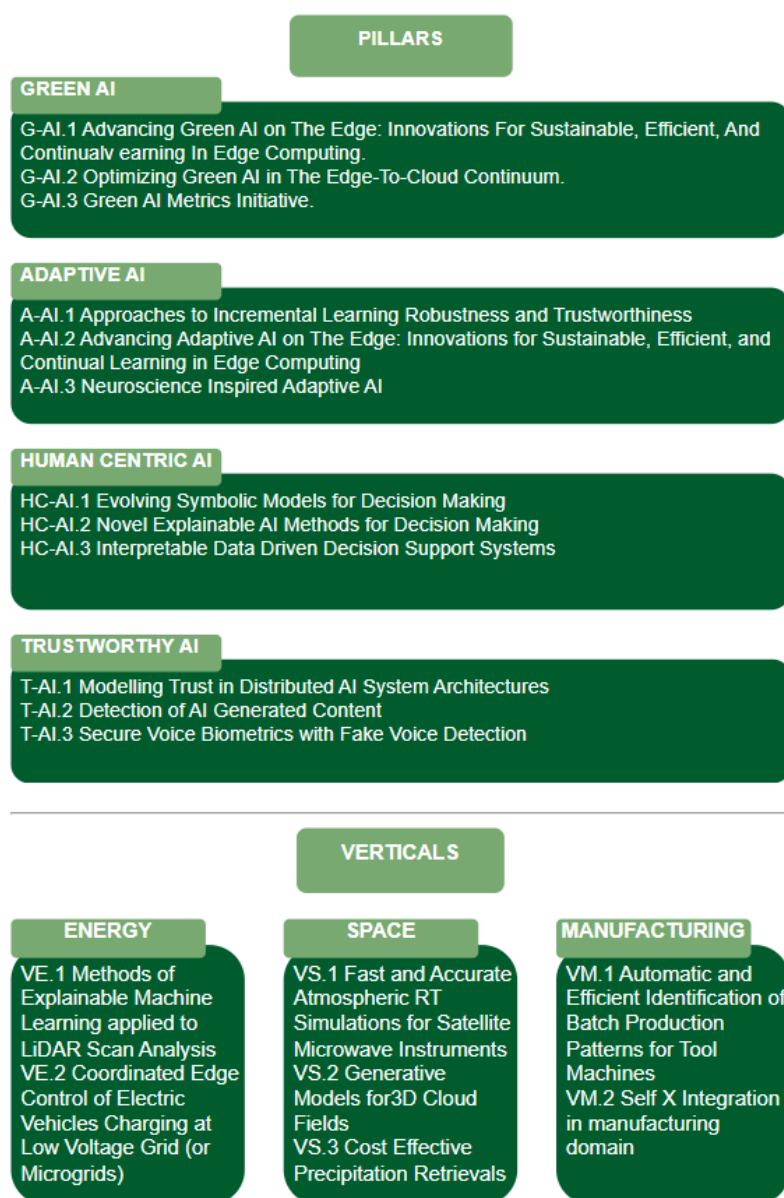 PILLARS
GREEN AI
G-AI.1 Advancing Green AI on The Edge: Innovations For Sustainable, Efficient, And
Continualv earning In Edge Computing.
G-AI.2 Optimizing Green AI in The Edge-To-Cloud Continuum.
G-AI.3 Green AI Metrics Initiative.
ADAPTIVE AI
A-AI.1 Approaches to Incremental Learning Robustness and Trustworthiness
A-AI.2 Advancing Adaptive AI on The Edge: Innovations for Sustainable, Efficient, and
Continual Learning in Edge Computing
A-AI.3 Neuroscience Inspired Adaptive AI
HUMAN CENTRIC AI
HC-AI.1 Evolving Symbolic Models for Decision Making
HC-AI.2 Novel Explainable AI Methods for Decision Making
HC-AI.3 Interpretable Data Driven Decision Support Systems
TRUSTWORTHY AI
T-AI.1 Modelling Trust in Distributed AI System Architectures
T-AI.2 Detection of AI Generated Content
T-AI.3 Secure Voice Biometrics with Fake Voice Detection
VERTICALS
ENERGY
VE.1 Methods of
Explainable Machine
Learning applied to
LiDAR Scan Analysis
VE.2 Coordinated Edge
Control of Electric
Vehicles Charging at
Low Voltage Grid (or
Microgrids)
SPACE
VS.1 Fast and Accurate
Atmospheric RT
Simulations for Satellite
Microwave Instruments
VS.2 Generative
Models for3D Cloud
Fields
VS.3 Cost Effective
Precipitation Retrievals
MANUFACTURING
VM.1 Automatic and
Efficient Identification of
Batch Production
Patterns for Tool
Machines
VM.2 Self X Integration
in manufacturing
domain